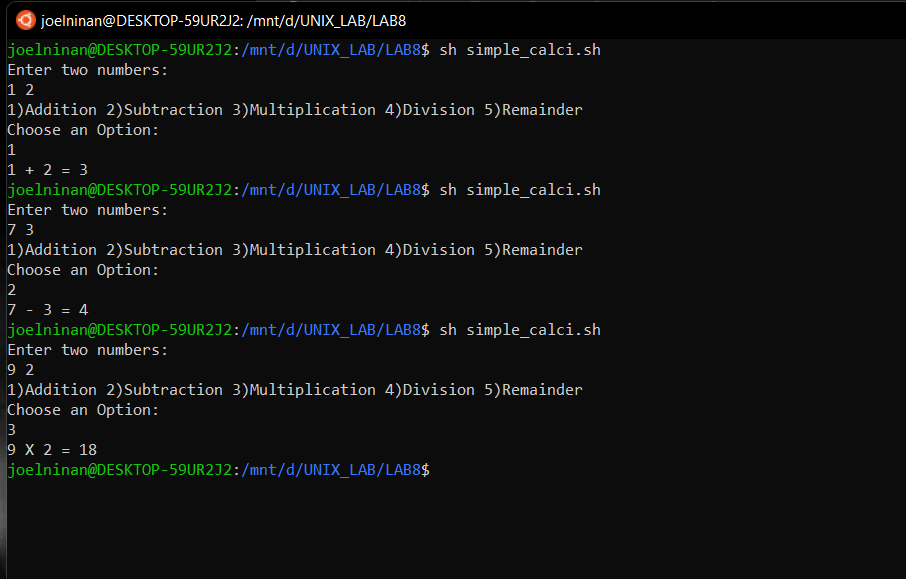 joelninan@DESKTOP-59UR2J2: /mnt/d/UNIX_LAB/LAB8
joelninan@DESKTOP-59UR2J2:/mnt/d/UNIX_LAB/LAB8$ sh simple_calci.sh
Enter two numbers:
1 2
1)Addition 2)Subtraction 3)Multiplication 4)Division 5)Remainder
Choose an Option:
1
1 + 2 = 3
joelninan@DESKTOP-59UR2J2:/mnt/d/UNIX_LAB/LAB8$ sh simple_calci.sh
Enter two numbers:
7 3
1)Addition 2)Subtraction 3)Multiplication 4)Division 5)Remainder
Choose an Option:
2
7 - 3 = 4
joelninan@DESKTOP-59UR2J2:/mnt/d/UNIX_LAB/LAB8$ sh simple_calci.sh
Enter two numbers:
9 2
1)Addition 2)Subtraction 3)Multiplication 4)Division 5)Remainder
Choose an Option:
3
9 X 2 = 18
joelninan@DESKTOP-59UR2J2:/mnt/d/UNIX_LAB/LAB8$